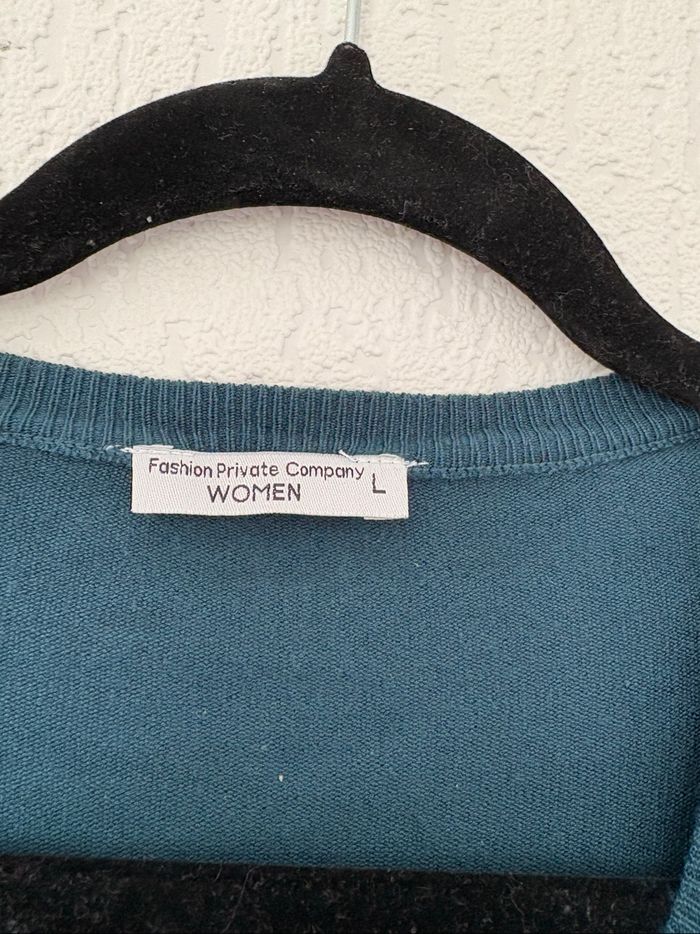 Fashion Private Company
WOMEN
L